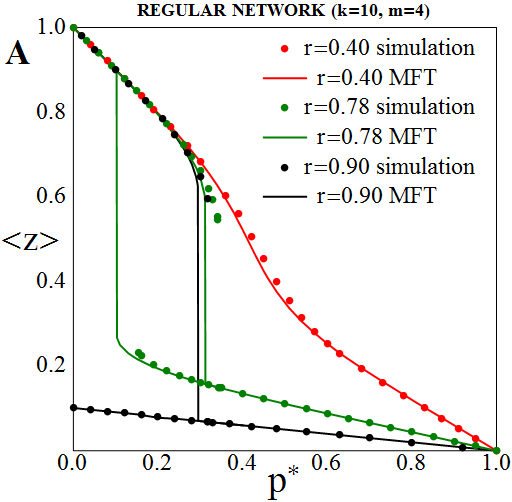 REGULAR NETWORK (k=10, m=4)
A
1.0
0.8
0.6
0.4
0.2
<z>
r=0.40 simulation
r=0.40 MFT
r=0.78 simulation
r=0.78 MFT
r=0.90 simulation
r=0.90 MFT
0.0 0.2 0.4 0.6 0.8 1.0
p*